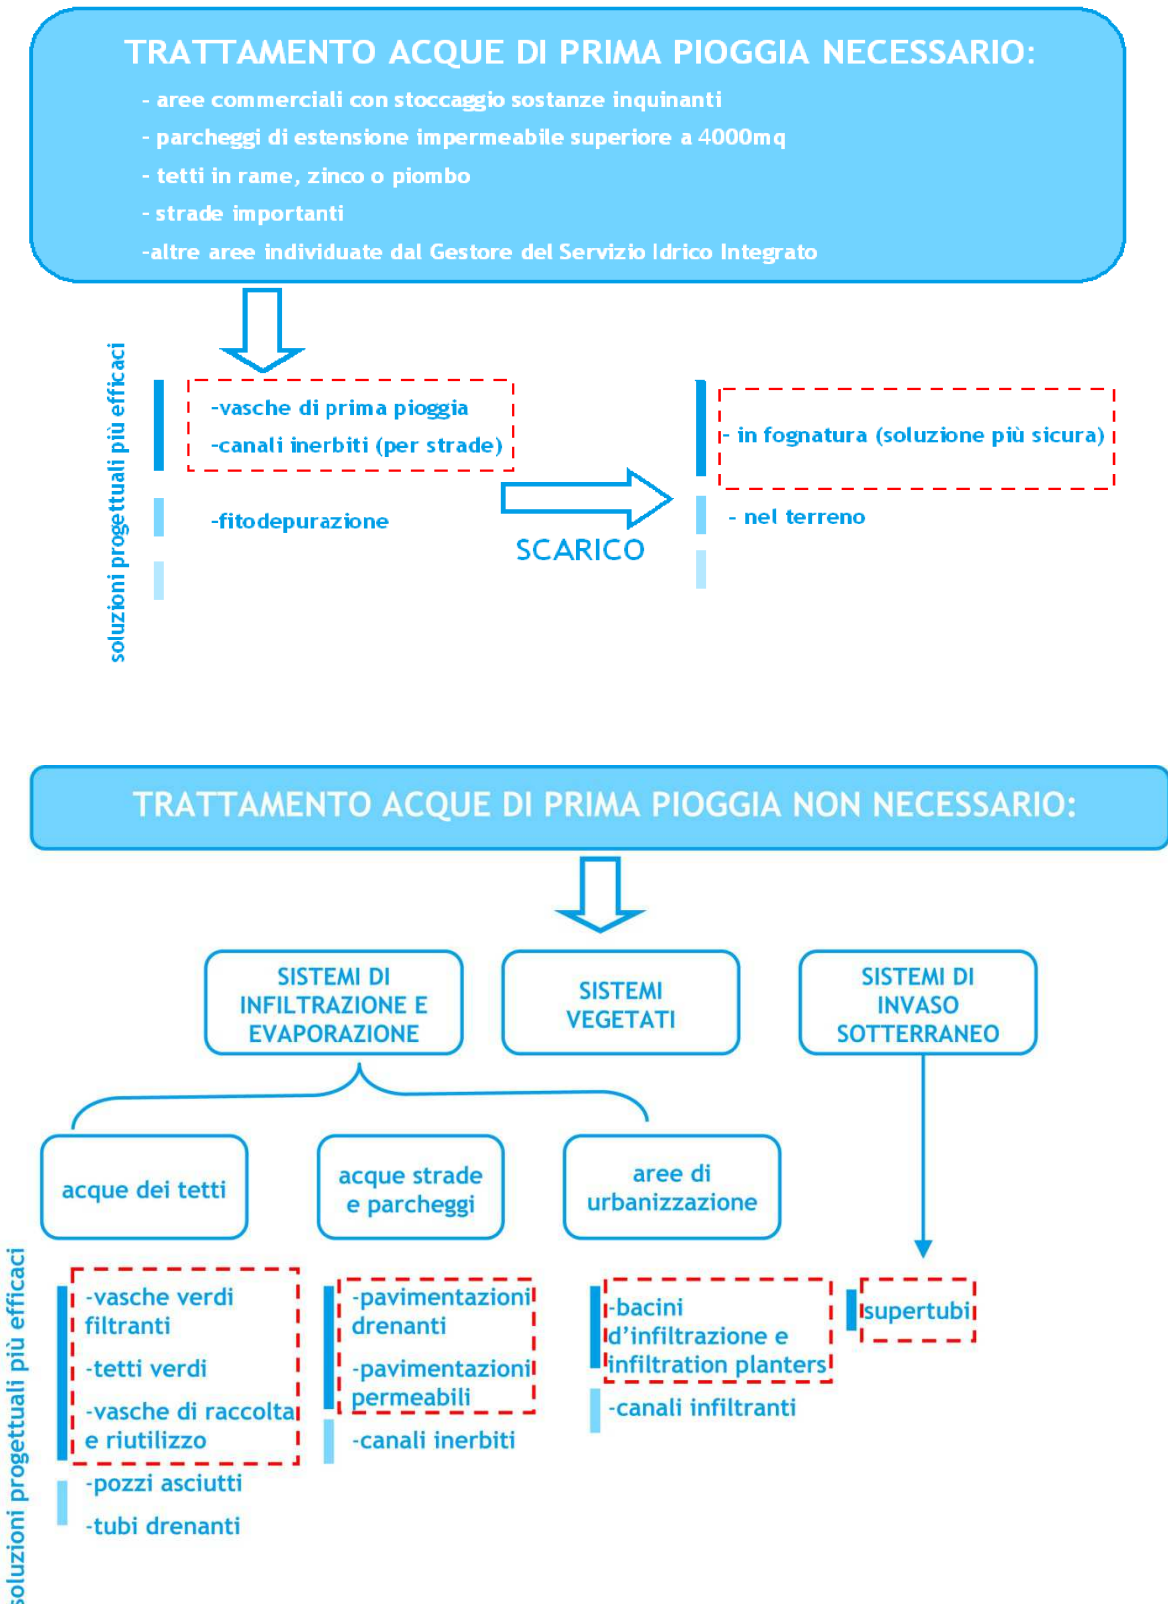 TRATTAMENTO ACQUE DI PRIMA PIOGGIA NECESSARIO:
- aree commerciali con stoccaggio sostanze inquinanti
- parcheggi di estensione impermeabile superiore a 4000mq
- tetti in rame, zinco o piombo
- strade importanti
-altre aree individuate dal Gestore del Servizio Idrico Integrato
soluzioni progettuali più efficaci
-vasche di prima pioggia
-canali inerbiti (per strade)
-fitodepurazione
SCARICO
- in fognatura (soluzione più sicura)
- nel terreno
TRATTAMENTO ACQUE DI PRIMA PIOGGIA NON NECESSARIO:
SISTEMI DI
INFILTRAZIONE E
EVAPORAZIONE
SISTEMI
VEGETATI
SISTEMI DI
INVASO
SOTTERRANEO
acque dei tetti
acque strade
e parcheggi
aree di
urbanizzazione
soluzioni progettuali più efficaci
-vasche verdi
filtranti
-tetti verdi
-vasche di raccolta
e riutilizzo
-pozzi asciutti
-tubi drenanti
-pavimentazioni
drenanti
-pavimentazioni
permeabili
-canali inerbiti
-bacini
d'infiltrazione e
infiltration planters
-canali infiltranti
supertubi